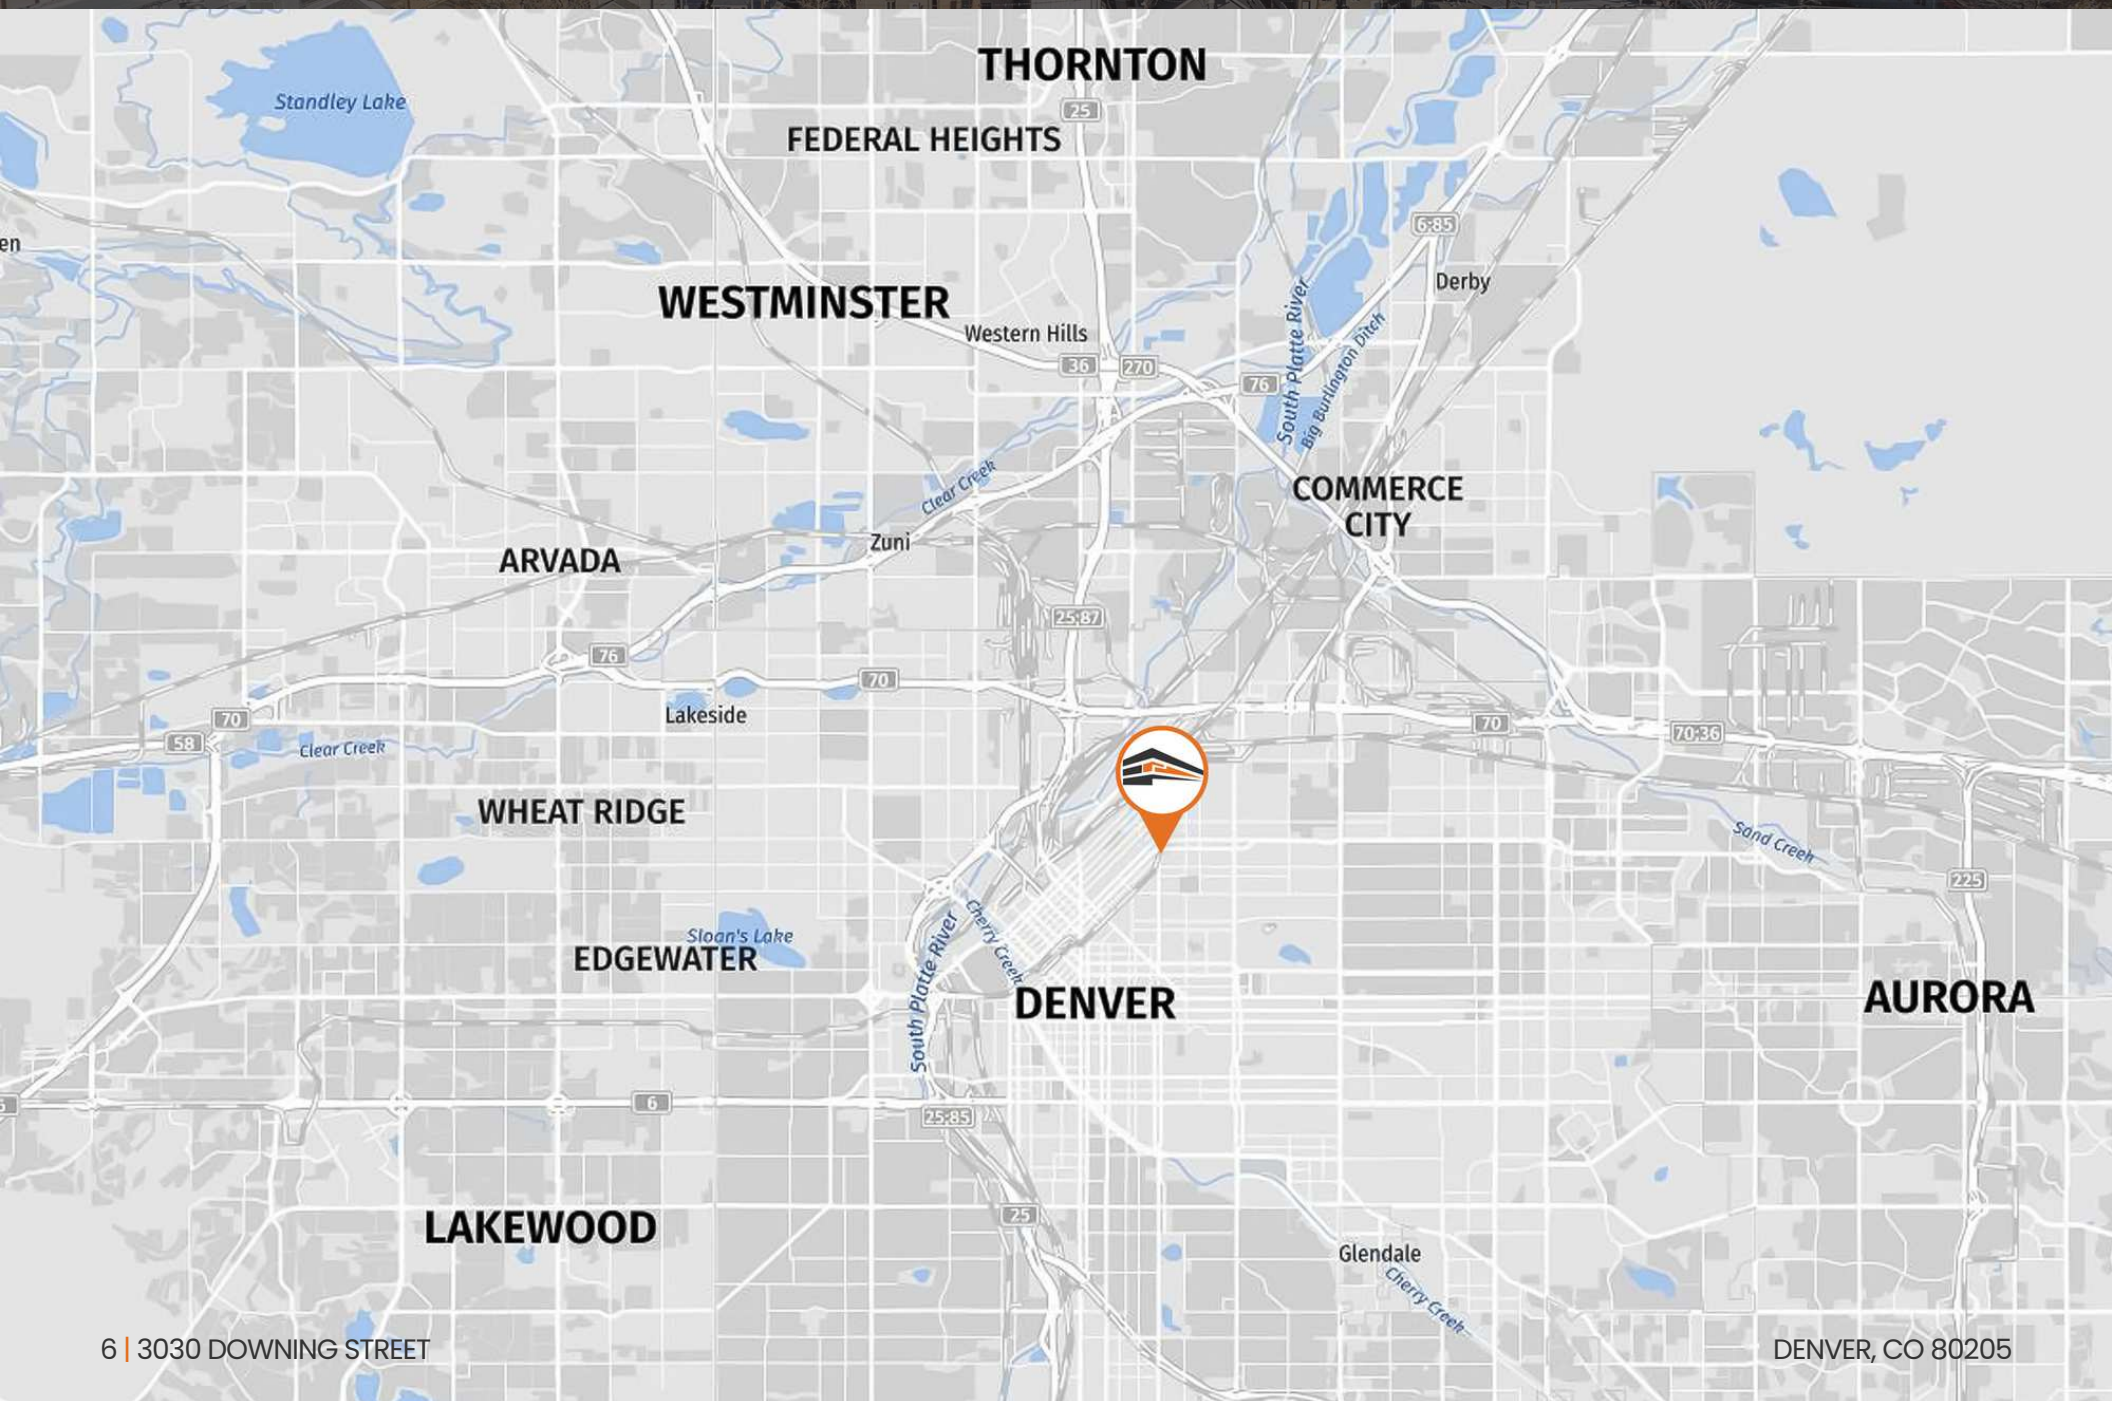 THORNTON
Standley Lake
25
FEDERAL HEIGHTS
6:85
en
Derby
WESTMINSTER
Western Hills
South Platte River
Big Burlington Ditch
36
270
76
Clear Creek
COMMERCE
CITY
Zuni
ARVADA
25:87
76
70
Lakeside
70
58
Clear Creek
70
70:36
WHEAT RIDGE
Sand Creek
225
Sloan's Lake
EDGEWATER
South Platte River
Cherry Creek
DENVER
AURORA
6
25:85
LAKEWOOD
25
Glendale
Cherry Creek
6 | 3030 DOWNING STREET
DENVER, CO 80205